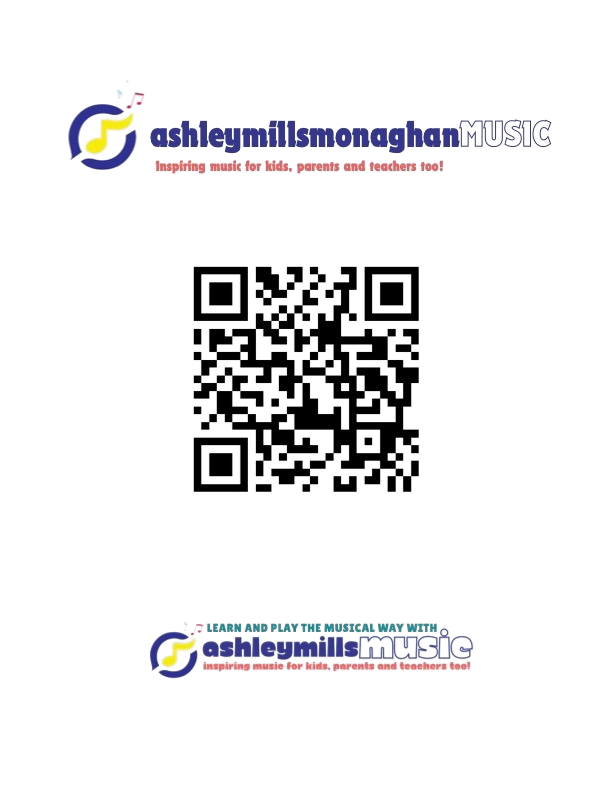 ashleymillsmonaghanMUSIC
Inspiring music for kids, parents and teachers too!
LEARN AND PLAY THE MUSICAL WAY WITH
ashleymillsmusic
inspiring music for kids, parents and teachers too!